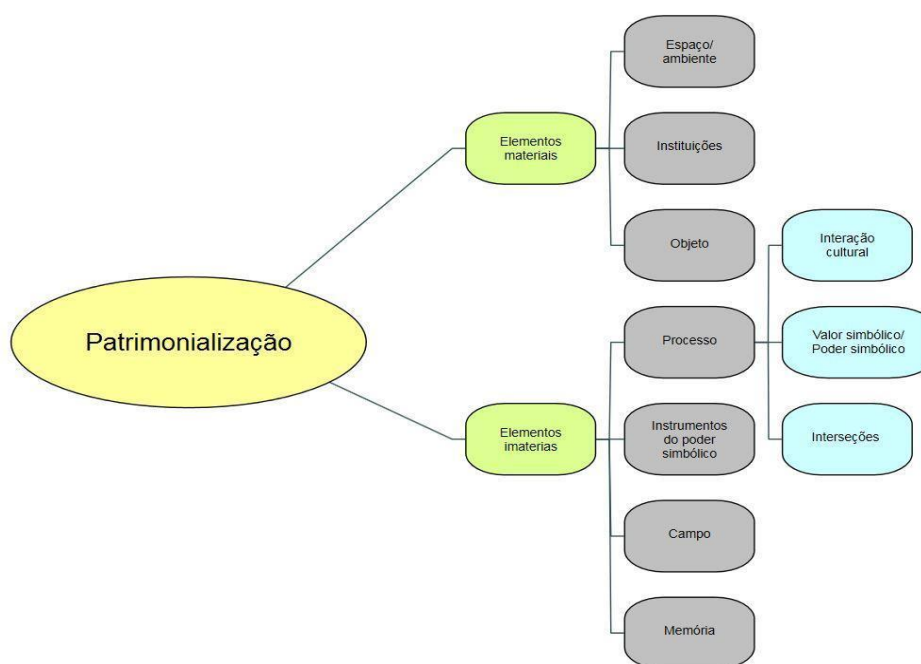 Patrimonialização
Elementos
materiais
Espaço/
ambiente
Instituições
Objeto
Elementos
imaterias
Processo
Interação
cultural
Valor simbólico/
Poder simbólico
Interseções
Instrumentos
do poder
simbólico
Campo
Memória